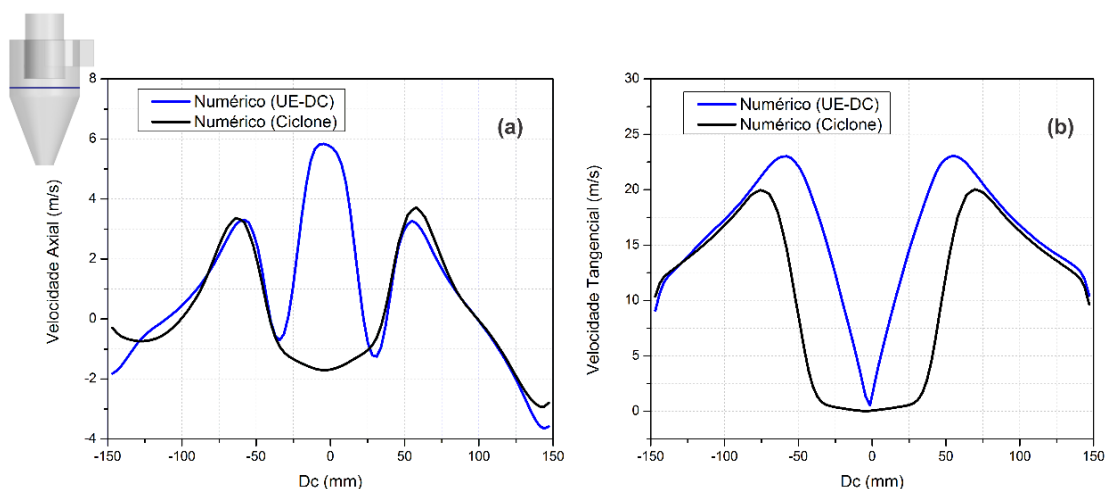 8
6
4
2
0
-2
-4
Velocidade Axial (m/s)
Numérico (UE-DC)
Numérico (Ciclone)
(a)
-150 -100 -50 0 50 100 150
Dc (mm)
30
25
20
15
10
5
0
Velocidade Tangencial (m/s)
Numérico (UE-DC)
Numérico (Ciclone)
(b)
-150 -100 -50 0 50 100 150
Dc (mm)